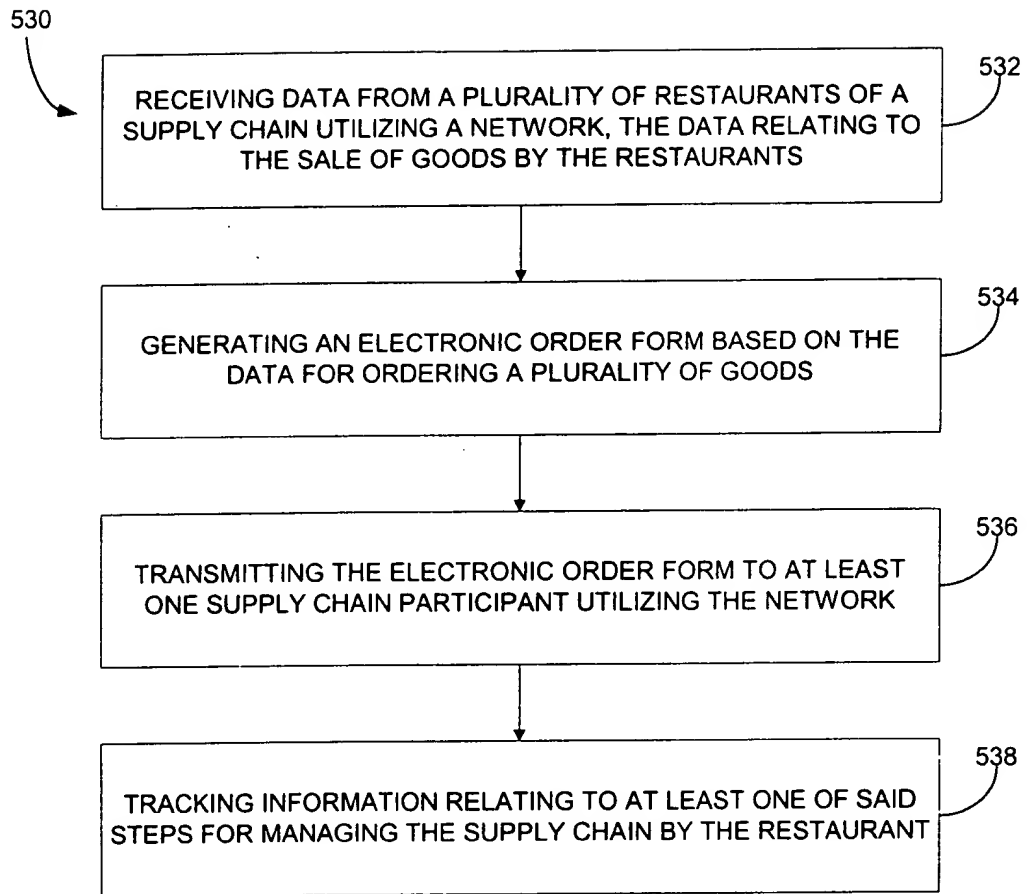 530
532
RECEIVING DATA FROM A PLURALITY OF RESTAURANTS OF A
SUPPLY CHAIN UTILIZING A NETWORK, THE DATA RELATING TO
THE SALE OF GOODS BY THE RESTAURANTS
534
GENERATING AN ELECTRONIC ORDER FORM BASED ON THE
DATA FOR ORDERING A PLURALITY OF GOODS
536
TRANSMITTING THE ELECTRONIC ORDER FORM TO AT LEAST
ONE SUPPLY CHAIN PARTICIPANT UTILIZING THE NETWORK
538
TRACKING INFORMATION RELATING TO AT LEAST ONE OF SAID
STEPS FOR MANAGING THE SUPPLY CHAIN BY THE RESTAURANT